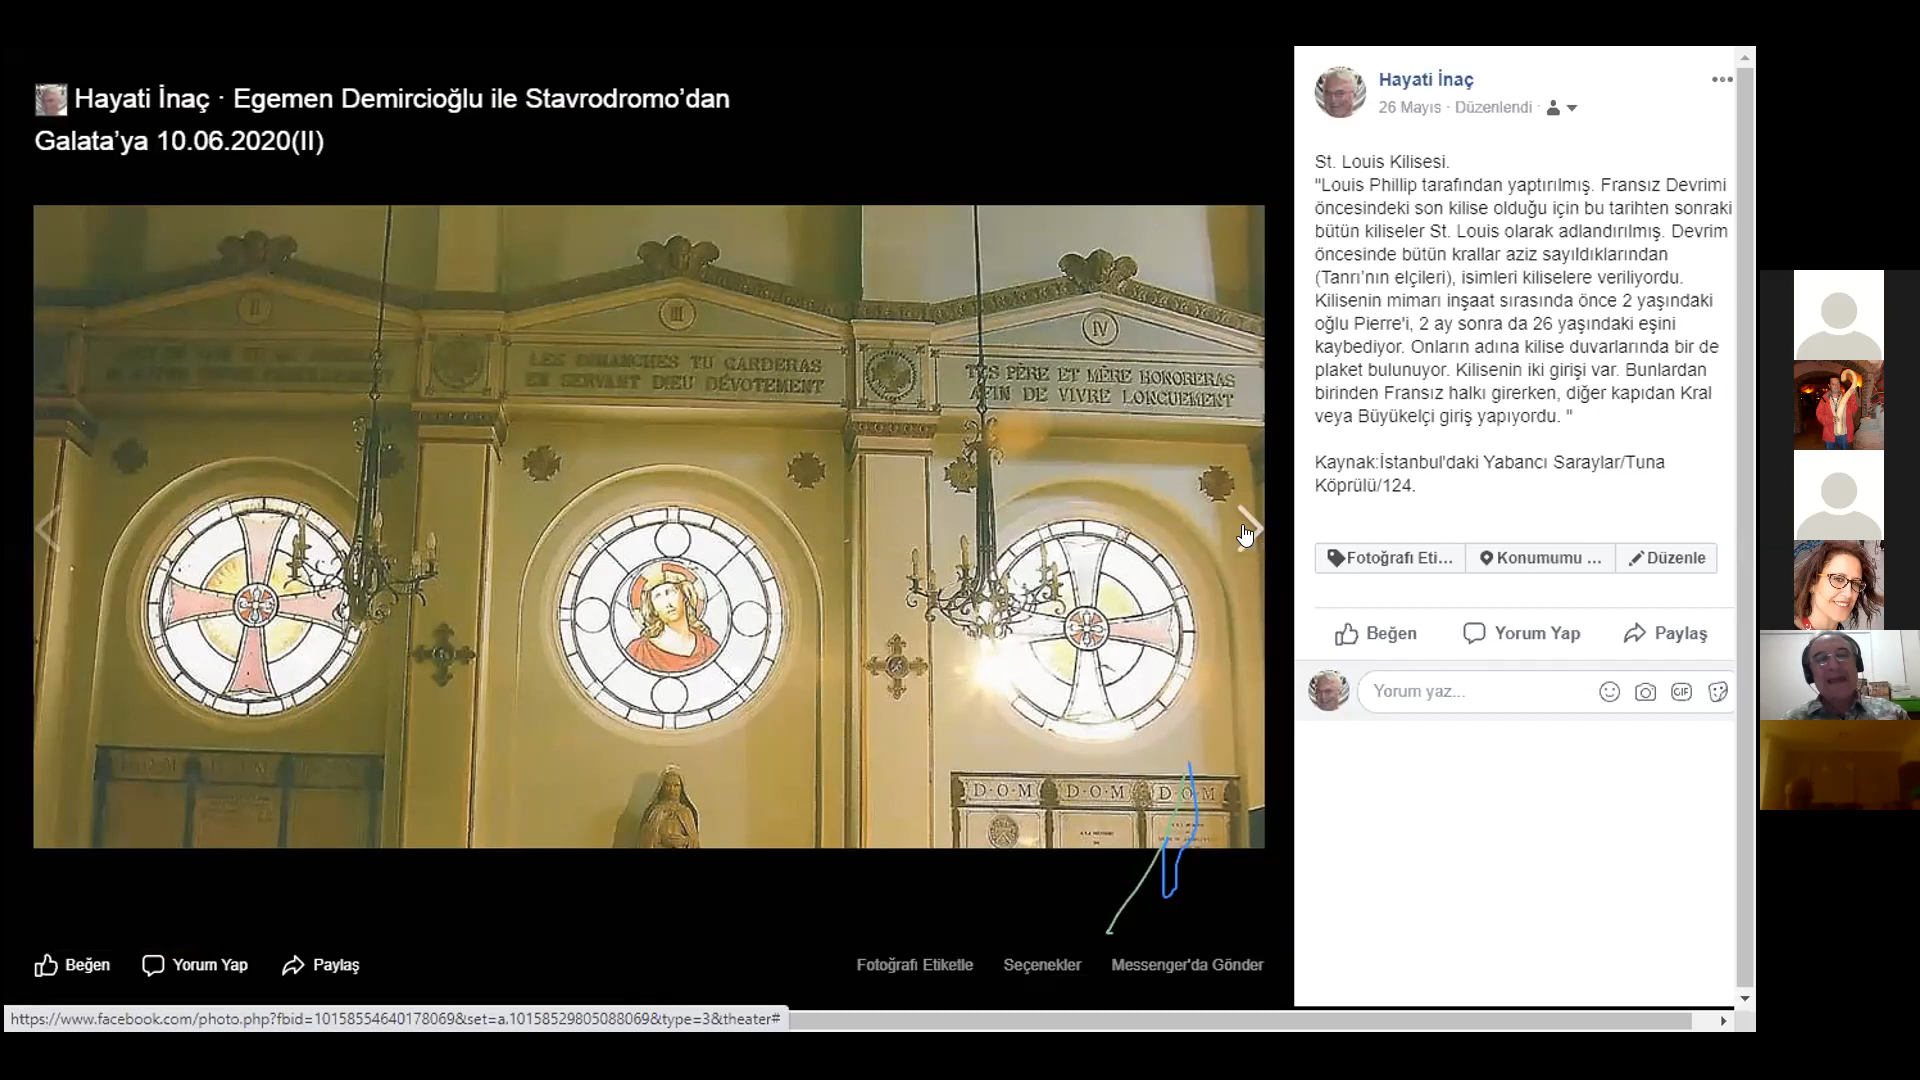 Hayati İnaç · Egemen Demircioğlu ile Stavrodromo’dan
Galata’ya 10.06.2020(II)
II
III
IV
LES DIMANCHES TU GARDERAS
EN SERVANT DIEU DÉVOTEMENT
TES PÈRE ET MÈRE HONORERAS
AFIN DE VIVRE LONGUEMENT
D·O·M D·O·M D·O·M
D·O·M D·O·M D·O·M
Beğen Yorum Yap Paylaş
Fotoğrafı Etiketle Seçenekler Messenger'da Gönder
https://www.facebook.com/photo.php?fbid=10158554640178069&set=a.10158529805088069&type=3&theater#
Hayati İnaç
26 Mayıs · Düzenlendi ·
St. Louis Kilisesi.
"Louis Phillip tarafından yaptırılmış. Fransız Devrimi
öncesindeki son kilise olduğu için bu tarihten sonraki
bütün kiliseler St. Louis olarak adlandırılmış. Devrim
öncesinde bütün krallar aziz sayıldıklarından
(Tanrı’nın elçileri), isimleri kiliselere veriliyordu.
Kilisenin mimarı inşaat sırasında önce 2 yaşındaki
oğlu Pierre'i, 2 ay sonra da 26 yaşındaki eşini
kaybediyor. Onların adına kilise duvarlarında bir de
plaket bulunuyor. Kilisenin iki girişi var. Bunlardan
birinden Fransız halkı girerken, diğer kapıdan Kral
veya Büyükelçi giriş yapıyordu. "
Kaynak:İstanbul'daki Yabancı Saraylar/Tuna
Köprülü/124.
Fotoğrafı Eti... Konumumu ... Düzenle
Beğen Yorum Yap Paylaş
Yorum yaz...
GIF